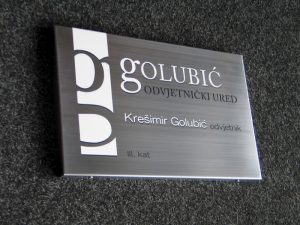 gOLUBIĆ
ODVJETNIČKI URED
Krešimir Golubić odvjetnik
III. kat